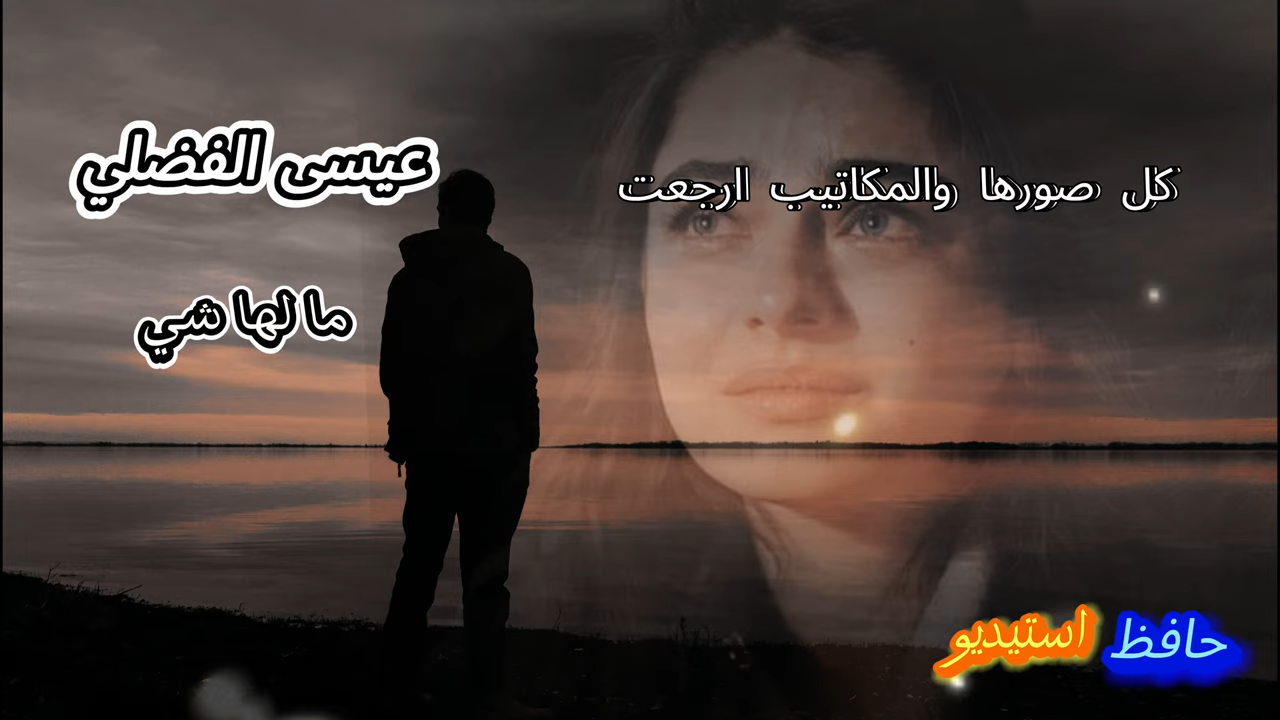 عيسى الفضلي
كل صورها والمكاتيب ارجعت
ما لها شي
حافظ استيديو